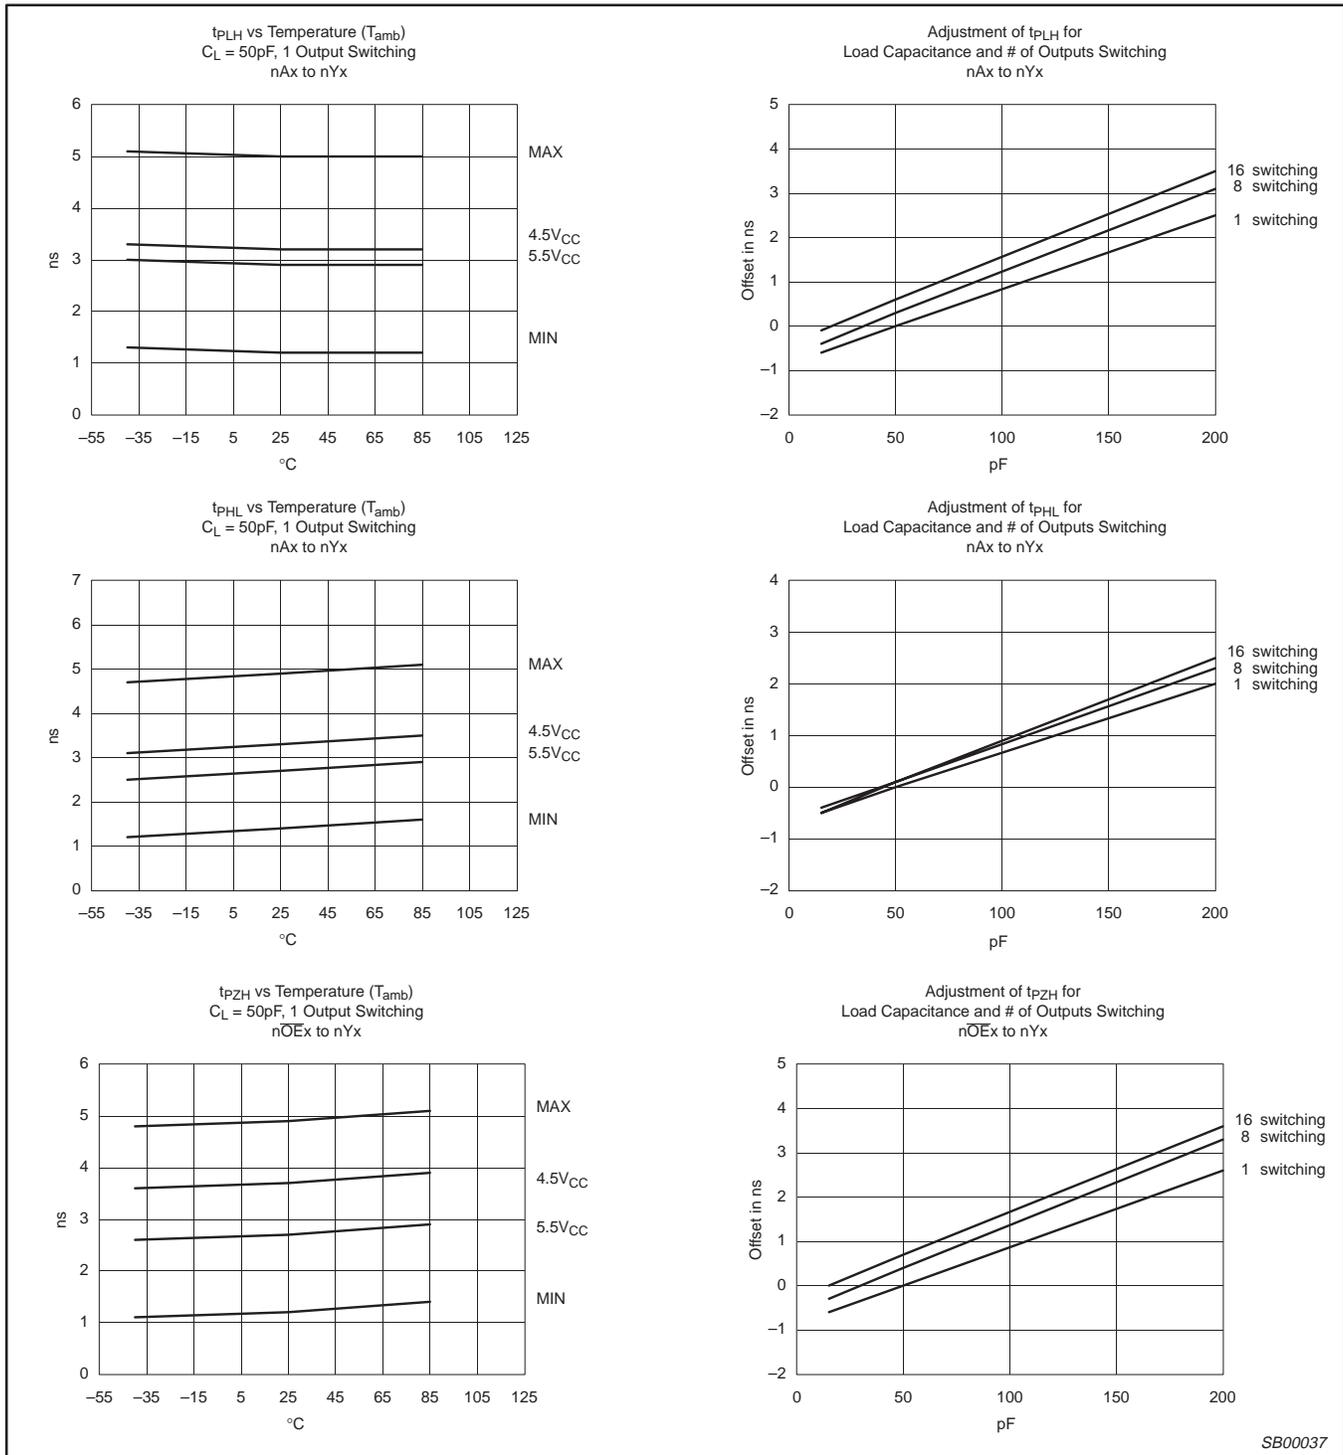 tPLH vs Temperature (Tamb)
CL = 50pF, 1 Output Switching
nAx to nYx
6
5
4
3
2
1
0
ns
–55 –35 –15 5 25 45 65 85 105 125
°C
MAX
4.5VCC
5.5VCC
MIN
Adjustment of tPLH for
Load Capacitance and # of Outputs Switching
nAx to nYx
5
4
3
2
1
0
–1
–2
Offset in ns
0 50 100 150 200
pF
16 switching
8 switching
1 switching
tPHL vs Temperature (Tamb)
CL = 50pF, 1 Output Switching
nAx to nYx
7
6
5
4
3
2
1
0
ns
–55 –35 –15 5 25 45 65 85 105 125
°C
MAX
4.5VCC
5.5VCC
MIN
Adjustment of tPHL for
Load Capacitance and # of Outputs Switching
nAx to nYx
4
3
2
1
0
–1
–2
Offset in ns
0 50 100 150 200
pF
16 switching
8 switching
1 switching
tPZH vs Temperature (Tamb)
CL = 50pF, 1 Output Switching
nO̅E̅x to nYx
6
5
4
3
2
1
0
ns
–55 –35 –15 5 25 45 65 85 105 125
°C
MAX
4.5VCC
5.5VCC
MIN
Adjustment of tPZH for
Load Capacitance and # of Outputs Switching
nO̅E̅x to nYx
5
4
3
2
1
0
–1
–2
Offset in ns
0 50 100 150 200
pF
16 switching
8 switching
1 switching
SB00037